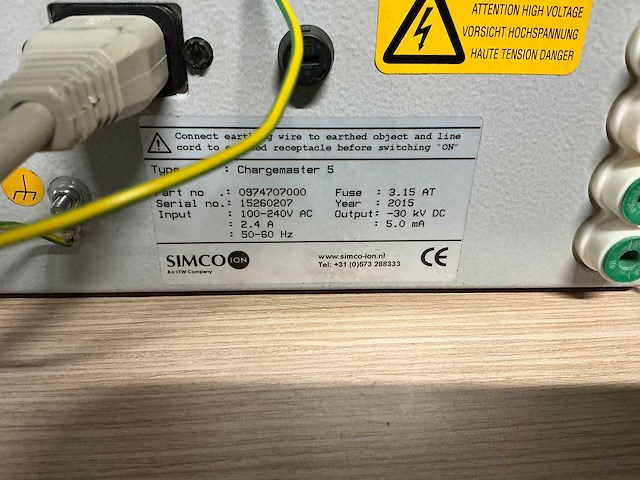 ATTENTION HIGH VOLTAGE
VORSICHT HOCHSPANNUNG
HAUTE TENSION DANGER
Connect earthing wire to earthed object and line
cord to receptacle before switching "ON"
Type : Chargemaster 5
Part no .: 0974707000 Fuse : 3.15 AT
Serial no.: 15260207 Year : 2015
Input : 100-240V AC Output: -30 kV DC
: 2.4 A : 5.0 mA
: 50-60 Hz
SIMCO ION www.simco-ion.nl
An ITW Company Tel: +31 (0)573 288333 CE